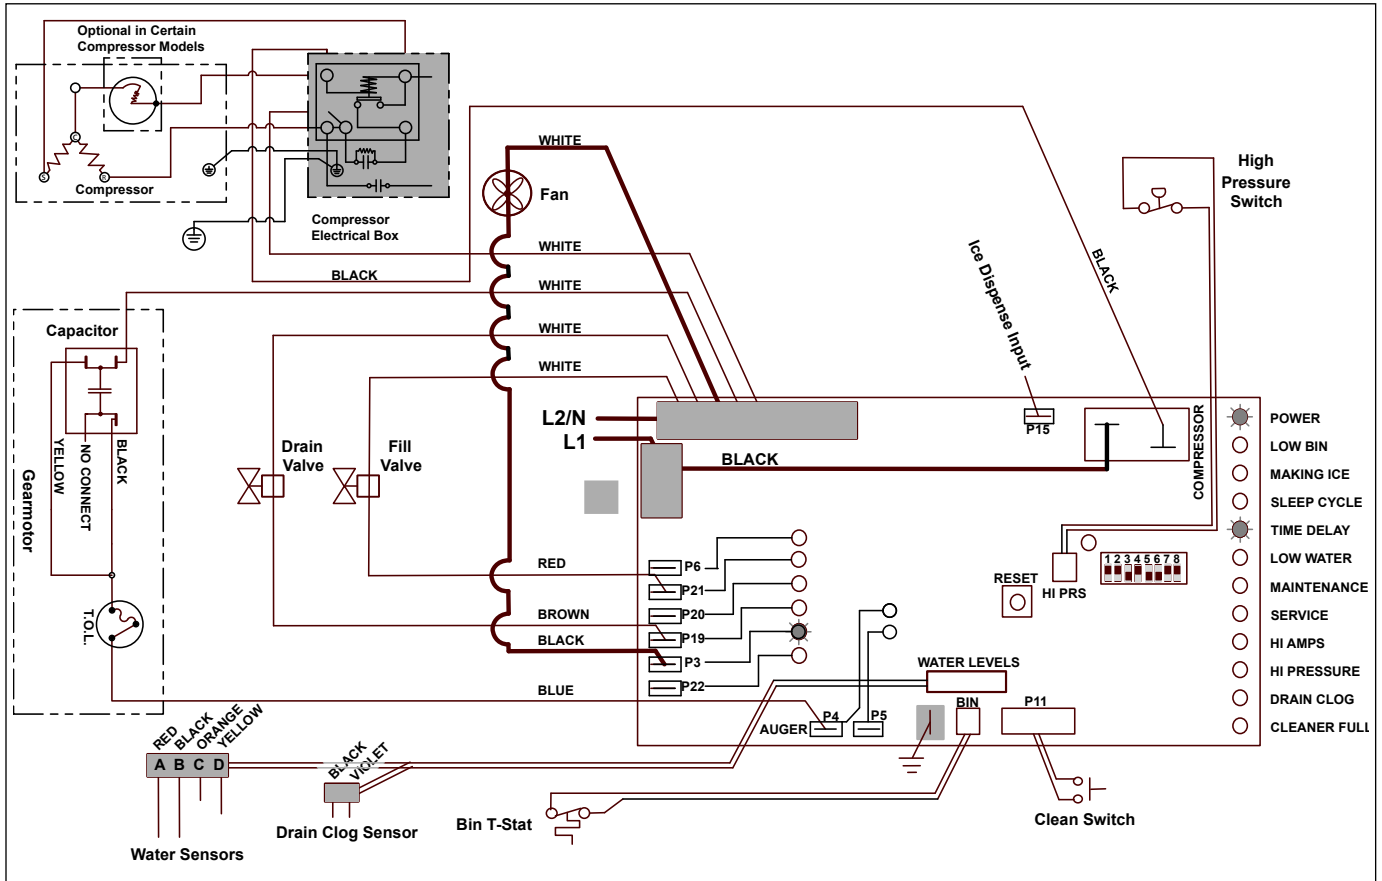 Optional in Certain
Compressor Models
C
S
R
Compressor
Compressor
Electrical Box
WHITE
Fan
WHITE
BLACK
WHITE
WHITE
WHITE
High
Pressure
Switch
BLACK
Ice Dispense Input
P15
COMPRESSOR
Capacitor
YELLOW
NO CONNECT
BLACK
Gearmotor
T.O.L.
Drain
Valve
Fill
Valve
L2/N
L1
BLACK
RED
BROWN
BLACK
BLUE
P6
P21
P20
P19
P3
P22
AUGER
P4
P5
WATER LEVELS
BIN
P11
RESET
HI PRS
1 2 3 4 5 6 7 8
POWER
LOW BIN
MAKING ICE
SLEEP CYCLE
TIME DELAY
LOW WATER
MAINTENANCE
SERVICE
HI AMPS
HI PRESSURE
DRAIN CLOG
CLEANER FULL
RED
BLACK
ORANGE
YELLOW
A B C D
Water Sensors
BLACK
VIOLET
Drain Clog Sensor
Bin T-Stat
Clean Switch